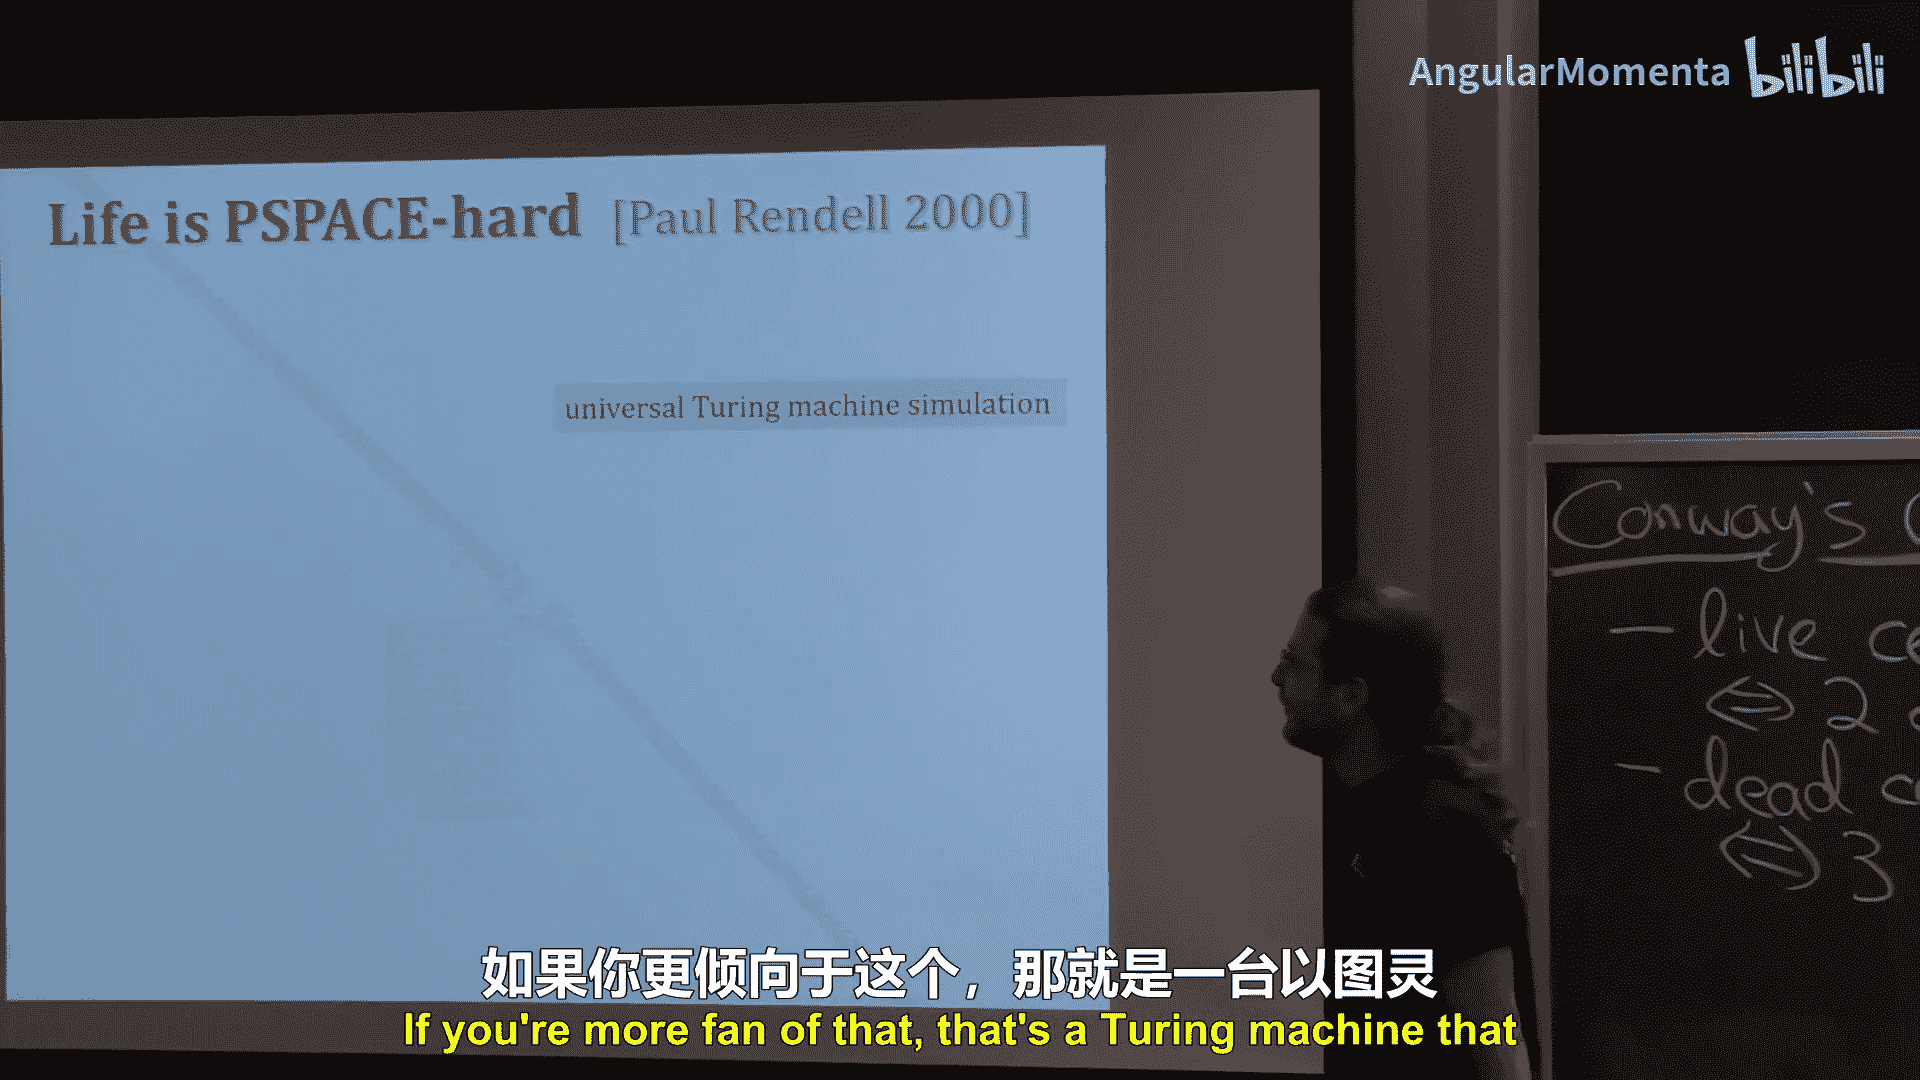 AngularMomenta bilibili
Life is PSPACE-hard [Paul Rendell 2000]
universal Turing machine simulation
Conway's
- live
⇔ 2
- dead
⇔ 3
如果你更倾向于这个，那就是一台以图灵
If you're more fan of that, that's a Turing machine that